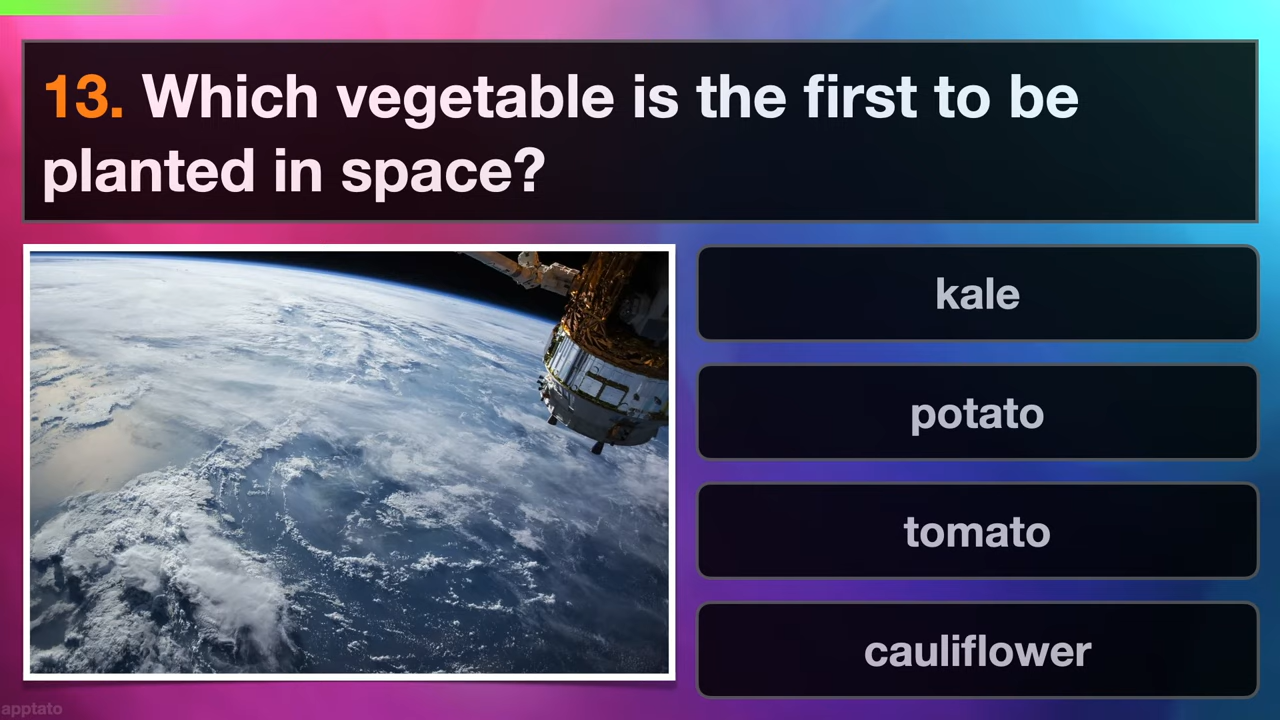 13. Which vegetable is the first to be
planted in space?
kale
potato
tomato
cauliflower
apptato